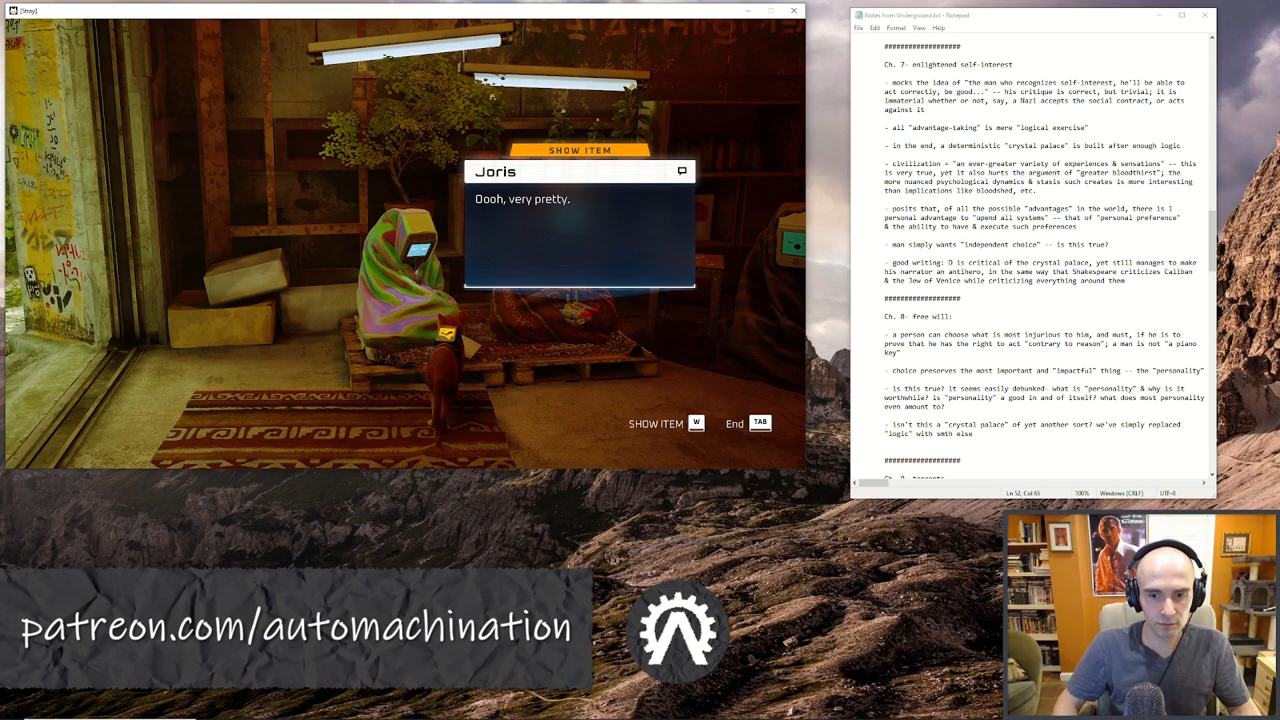 [Stray]
SHOW ITEM
Joris
Oooh, very pretty.
SHOW ITEM W End TAB
Notes from Underground.txt - Notepad
File Edit Format View Help
###################
Ch. 7- enlightened self-interest
- mocks the idea of "the man who recognizes self-interest, he'll be able to
act correctly, be good..." -- his critique is correct, but trivial; it is
immaterial whether or not, say, a Nazi accepts the social contract, or acts
against it
- all "advantage-taking" is mere "logical exercise"
- in the end, a deterministic "crystal palace" is built after enough logic
- civilization = "an ever-greater variety of experiences & sensations" -- this
is very true, yet it also hurts the argument of "greater bloodthirst"; the
more nuanced psychological dynamics & stasis such creates is more interesting
than implications like bloodshed, etc.
- posits that, of all the possible "advantages" in the world, there is 1
personal advantage to "upend all systems" -- that of "personal preference"
& the ability to have & execute such preferences
- man simply wants "independent choice" -- is this true?
- good writing: D is critical of the crystal palace, yet still manages to make
his narrator an antihero, in the same way that Shakespeare criticizes Caliban
& the Jew of Venice while criticizing everything around them
###################
Ch. 8- free will:
- a person can choose what is most injurious to him, and must, if he is to
prove that he has the right to act "contrary to reason"; a man is not "a piano
key"
- choice preserves the most important and "impactful" thing -- the "personality"
- is this true? it seems easily debunked- what is "personality" & why is it
worthwhile? is "personality" a good in and of itself? what does most personality
even amount to?
- isn't this a "crystal palace" of yet another sort? we've simply replaced
"logic" with smth else
###################
Ch. 9- tangents
Ln 52, Col 65 100% Windows (CRLF) UTF-8
patreon.com/automachination